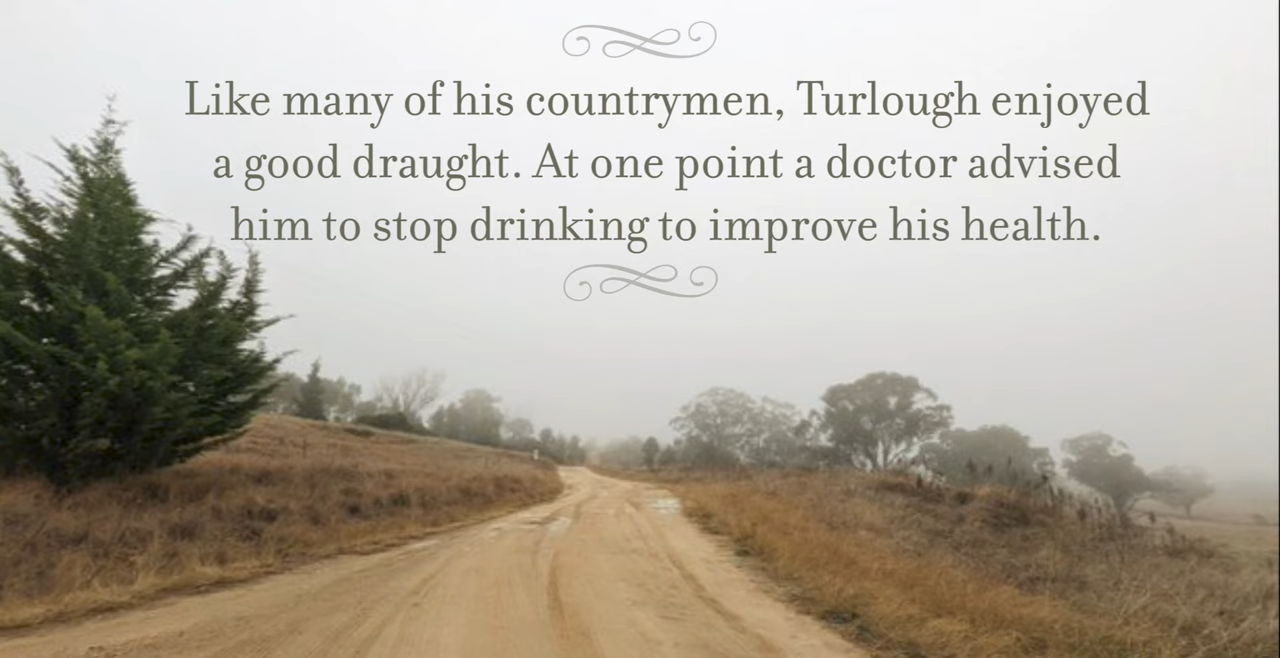 Like many of his countrymen, Turlough enjoyed
a good draught. At one point a doctor advised
him to stop drinking to improve his health.